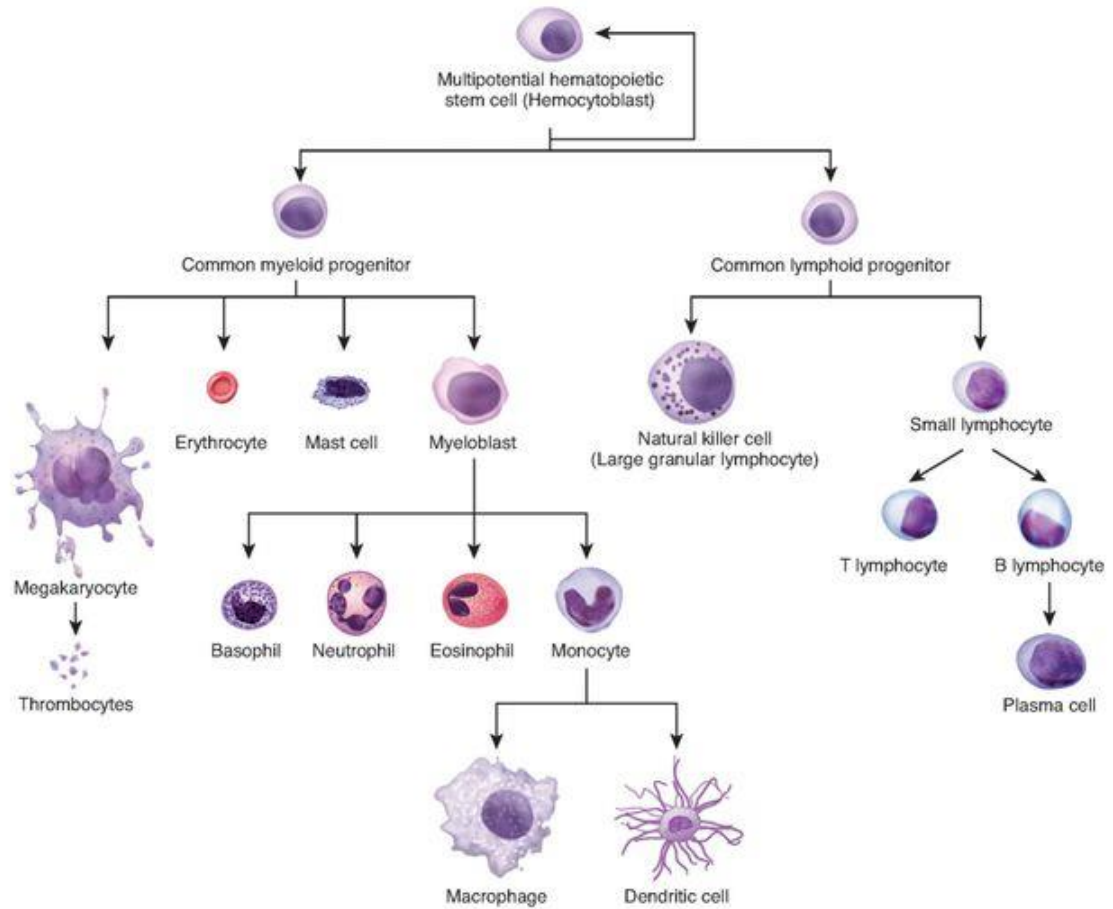 Multipotential hematopoietic
stem cell (Hemocytoblast)
Common myeloid progenitor
Common lymphoid progenitor
Erythrocyte
Mast cell
Myeloblast
Natural killer cell
(Large granular lymphocyte)
Small lymphocyte
T lymphocyte
B lymphocyte
Megakaryocyte
Basophil
Neutrophil
Eosinophil
Monocyte
Thrombocytes
Plasma cell
Macrophage
Dendritic cell